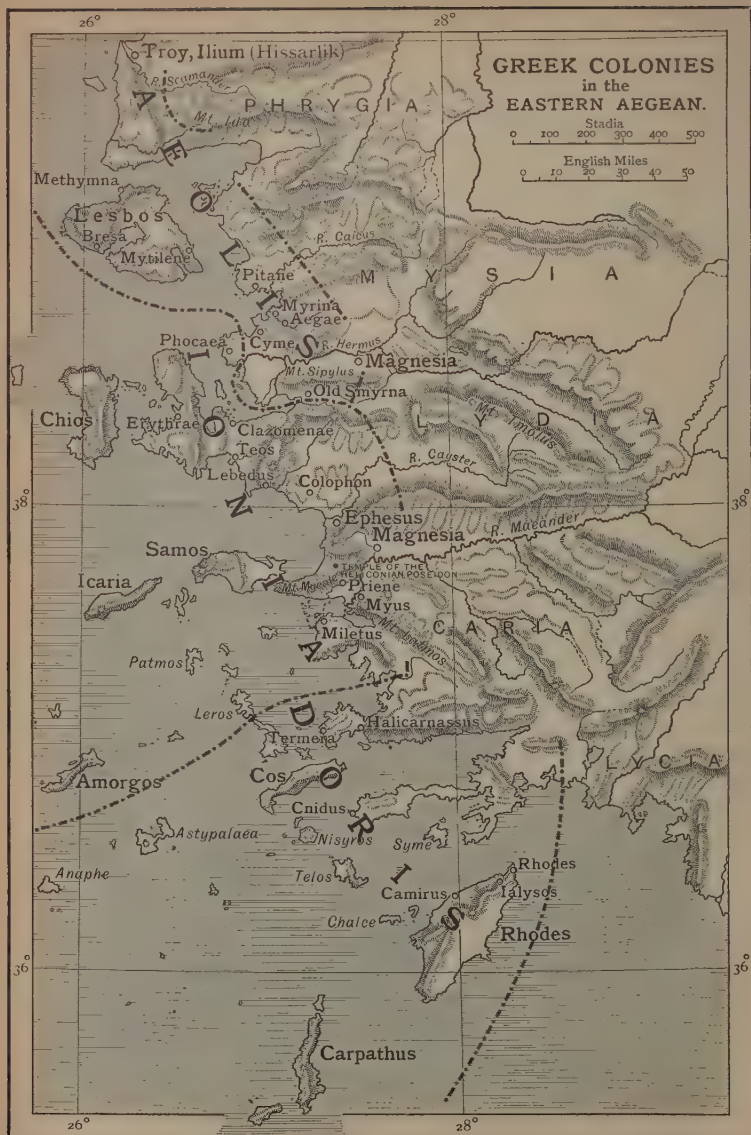 26°
28°
GREEK COLONIES
in the
EASTERN AEGEAN.
Stadia
0 100 200 300 400 500
English Miles
0 10 20 30 40 50
Troy, Ilium (Hissarlik)
R. Scamander
Mt. Ida
PHRYGIA
AEOLIS
Methymna
Lesbos
Bresa
Mytilene
R. Caicus
MYSIA
Pitane
Myrina
Aegae
Cyme
Phocaea
R. Hermus
Magnesia
Mt. Sipylus
Old Smyrna
IONIA
Chios
Erythrae
Clazomenae
LYDIA
Mt. Tmolus
Teos
Lebedus
R. Cayster
Colophon
38°
38°
Ephesus
R. Maeander
Magnesia
Samos
TEMPLE OF THE
HELICONIAN POSEIDON
Icaria
Mt. Mycale
Priene
Myus
Miletus
Mt. Latmos
CARIA
Patmos
Leros
DORIS
Halicarnassus
Termera
LYCIA
Amorgos
Cos
Cnidus
Astypalaea
Nisyros
Syme
Anaphe
Telos
Rhodes
Camirus
Ialysos
Chalce
Rhodes
36°
36°
Carpathus
26°
28°